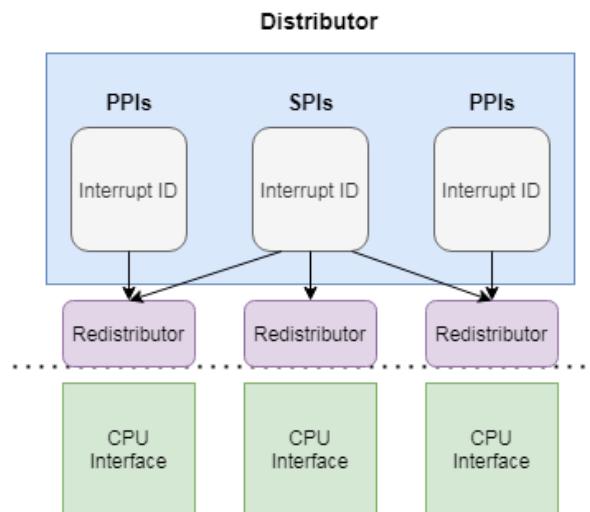 Distributor
PPIs
SPIs
PPIs
Interrupt ID
Interrupt ID
Interrupt ID
Redistributor
Redistributor
Redistributor
CPU
Interface
CPU
Interface
CPU
Interface